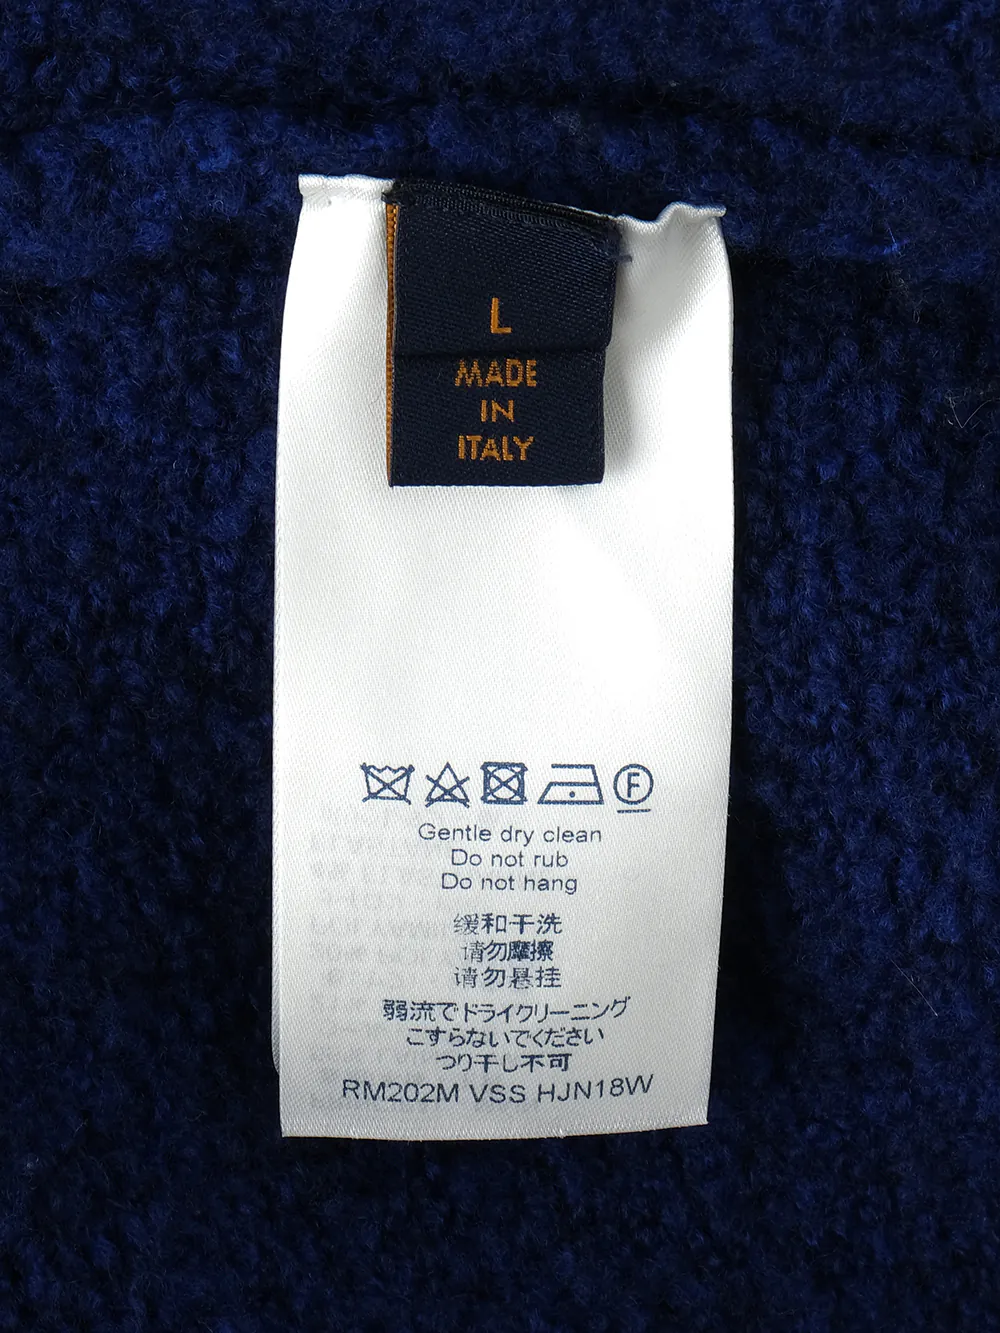 L
MADE
IN
ITALY
F
Gentle dry clean
Do not rub
Do not hang
缓和干洗
请勿摩擦
请勿悬挂
弱流でドライクリーニング
こすらないでください
つり干し不可
RM202M VSS HJN18W